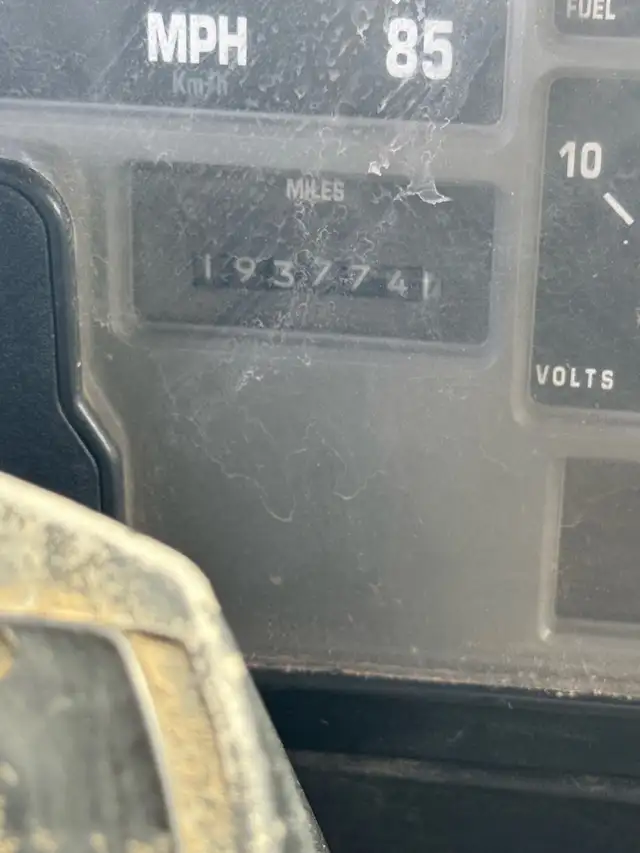 MPH 85
Km/h
FUEL
MILES
193774
10
VOLTS